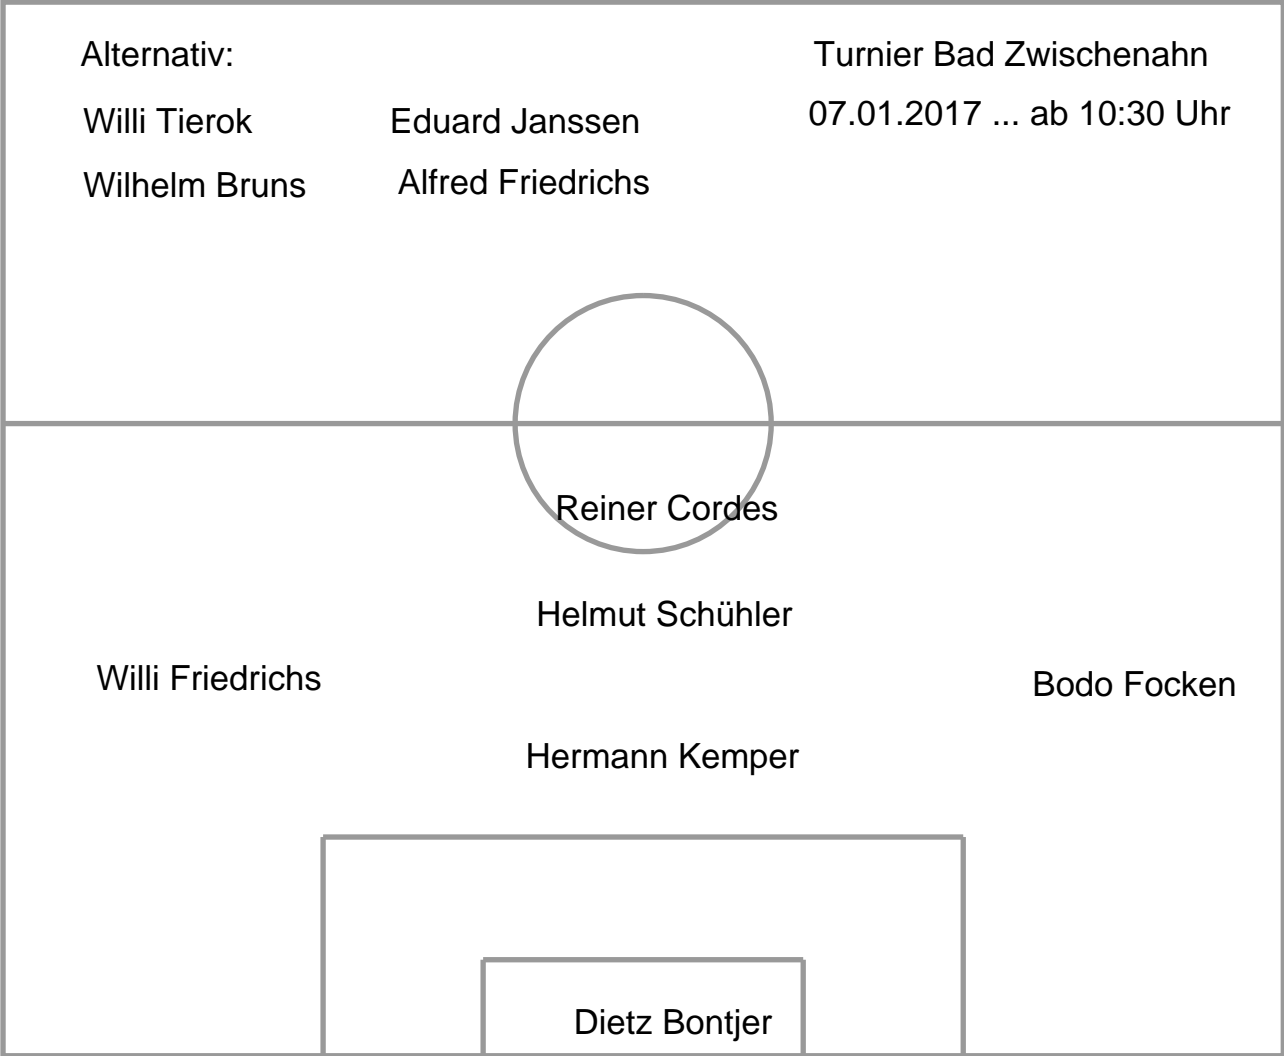 Alternativ:
Turnier Bad Zwischenahn
Willi Tierok
Eduard Janssen
07.01.2017 ... ab 10:30 Uhr
Wilhelm Bruns
Alfred Friedrichs
Reiner Cordes
Helmut Schühler
Willi Friedrichs
Bodo Focken
Hermann Kemper
Dietz Bontjer